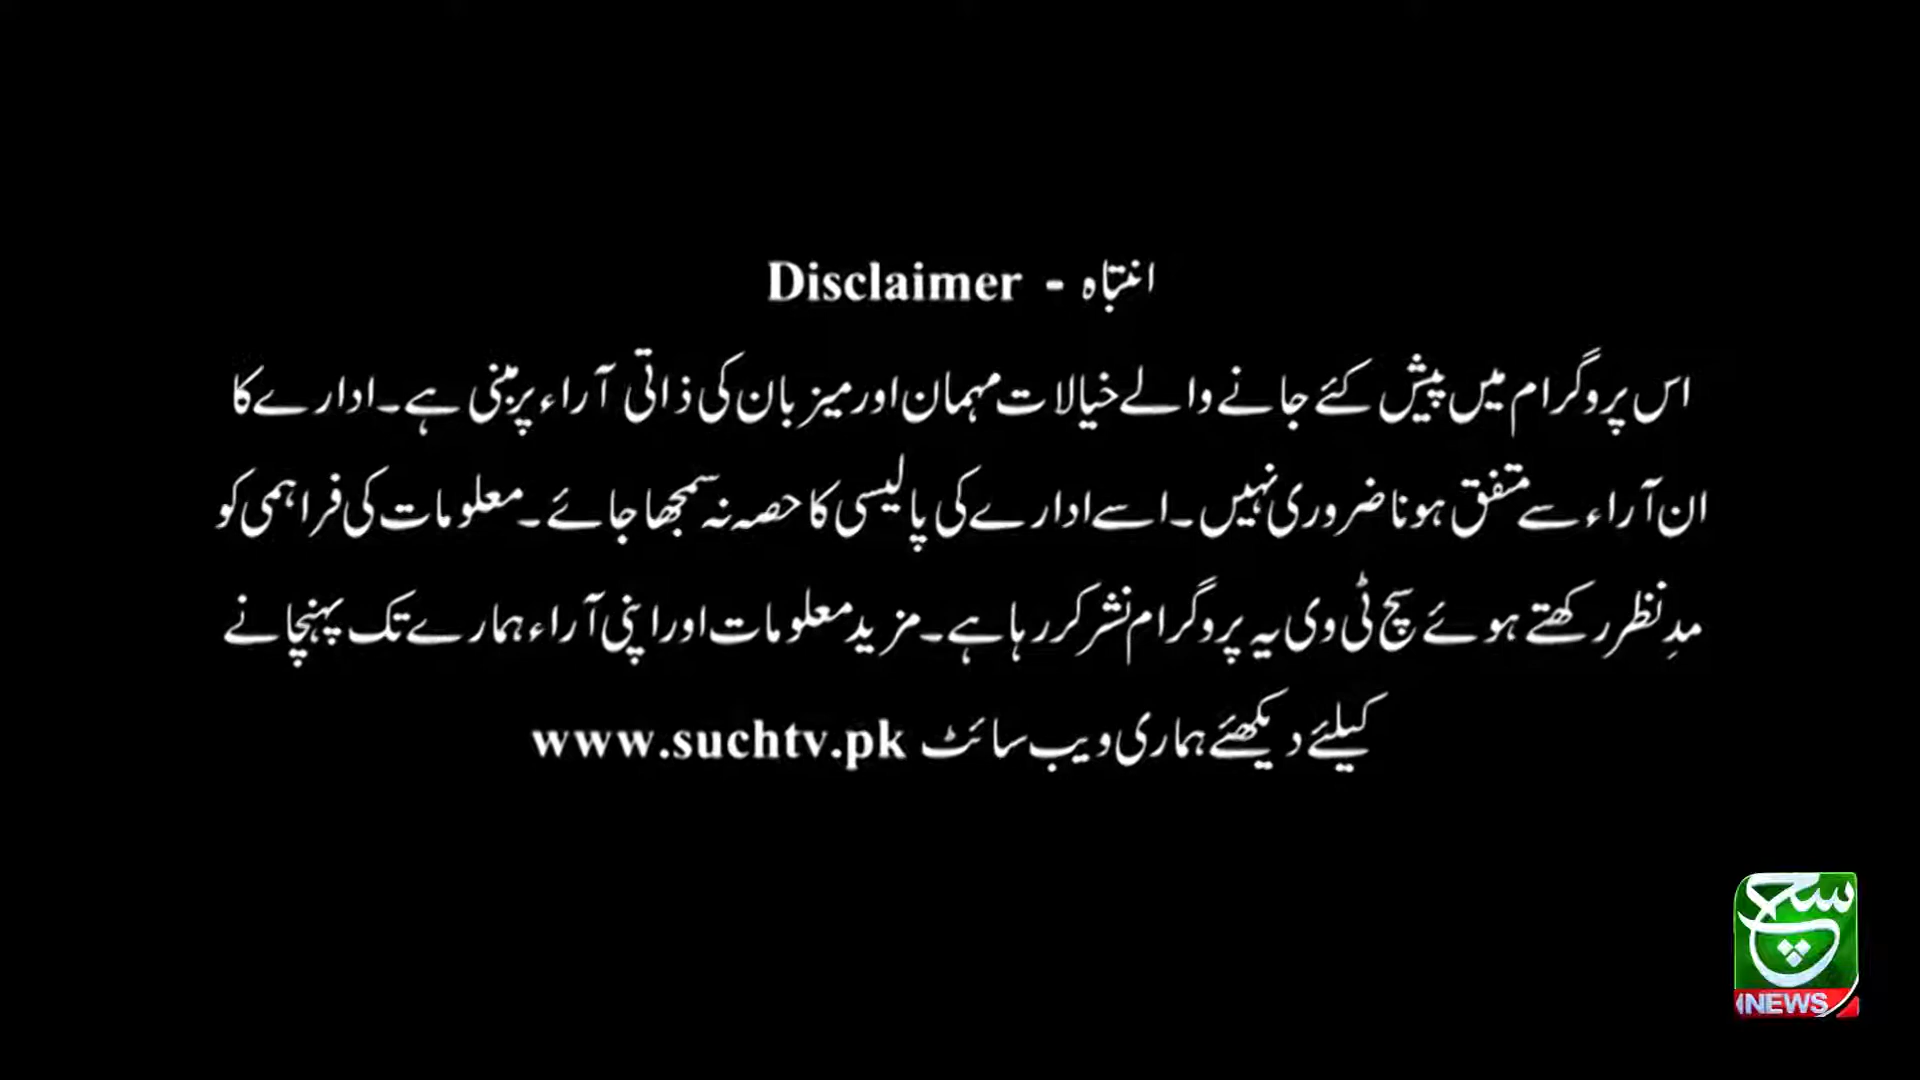 انتباہ - Disclaimer
اس پروگرام میں پیش کئے جانے والے خیالات مہمان اور میزبان کی ذاتی آراء پر مبنی ہے۔ ادارے کا
ان آراء سے متفق ہونا ضروری نہیں۔ اسے ادارے کی پالیسی کا حصہ نہ سمجھا جائے۔ معلومات کی فراہمی کو
مدِنظر رکھتے ہوئے سچ ٹی وی یہ پروگرام نشر کر رہا ہے۔ مزید معلومات اور اپنی آراء ہمارے تک پہنچانے
کیلئے دیکھئے ہماری ویب سائٹ www.suchtv.pk
سچ
NEWS